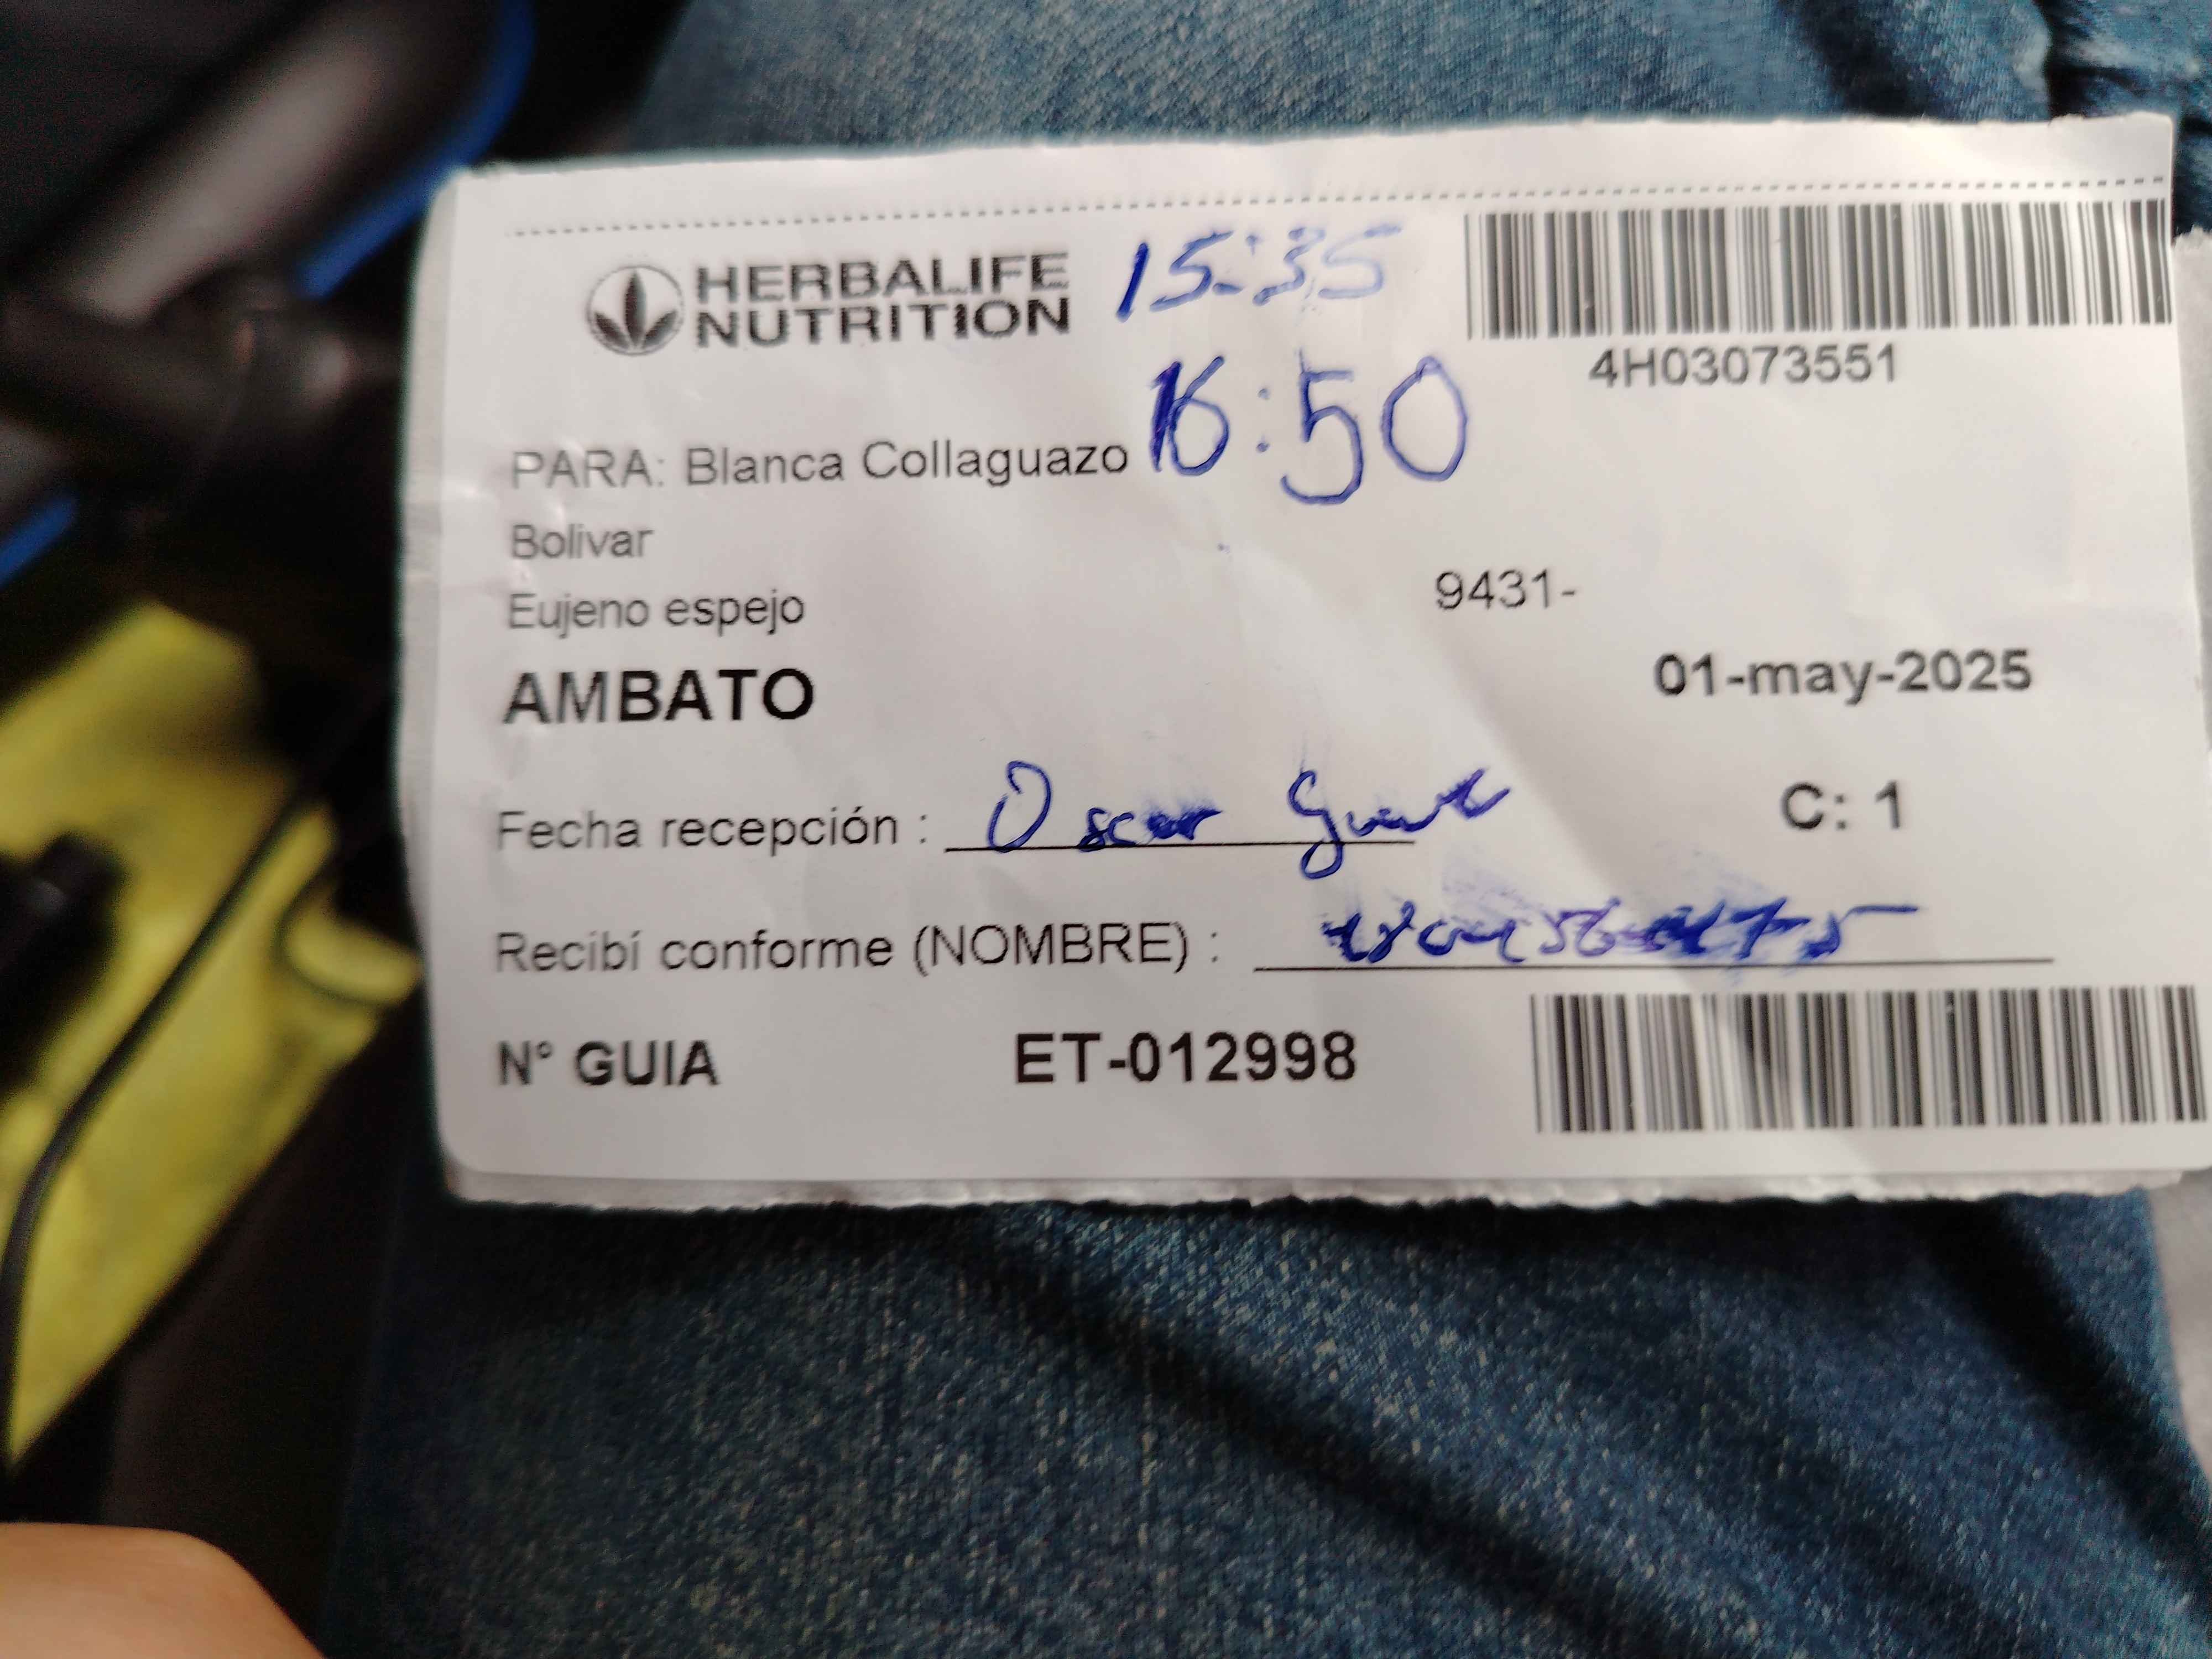 HERBALIFE
NUTRITION
15:35
4H03073551
16:50
PARA: Blanca Collaguazo
Bolivar
Eujeno espejo
9431-
AMBATO
01-may-2025
Fecha recepción : Oscar
C: 1
Recibí conforme (NOMBRE) :
N° GUIA ET-012998